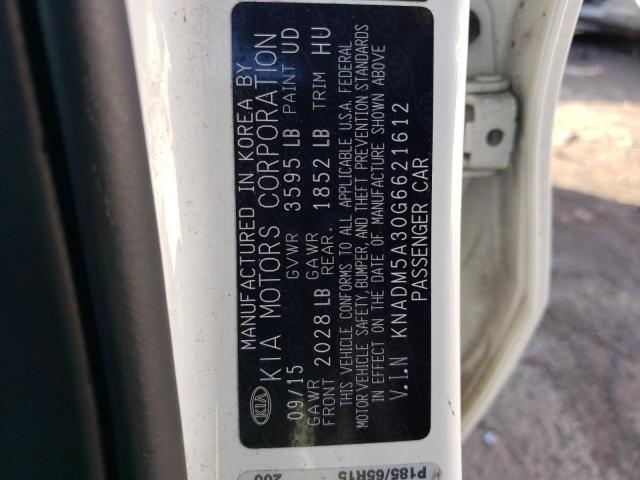 MANUFACTURED IN KOREA BY
KIA KIA MOTORS CORPORATION
09/15 GVWR 3595 LB PAINT UD
GAWR FRONT 2028 LB GAWR REAR. 1852 LB TRIM HU
THIS VEHICLE CONFORMS TO ALL APPLICABLE U.S.A. FEDERAL
MOTOR VEHICLE SAFETY, BUMPER, AND THEFT PREVENTION STANDARDS
IN EFFECT ON THE DATE OF MANUFACTURE SHOWN ABOVE
V.I.N KNADM5A30G6621612
PASSENGER CAR
P185/65R15